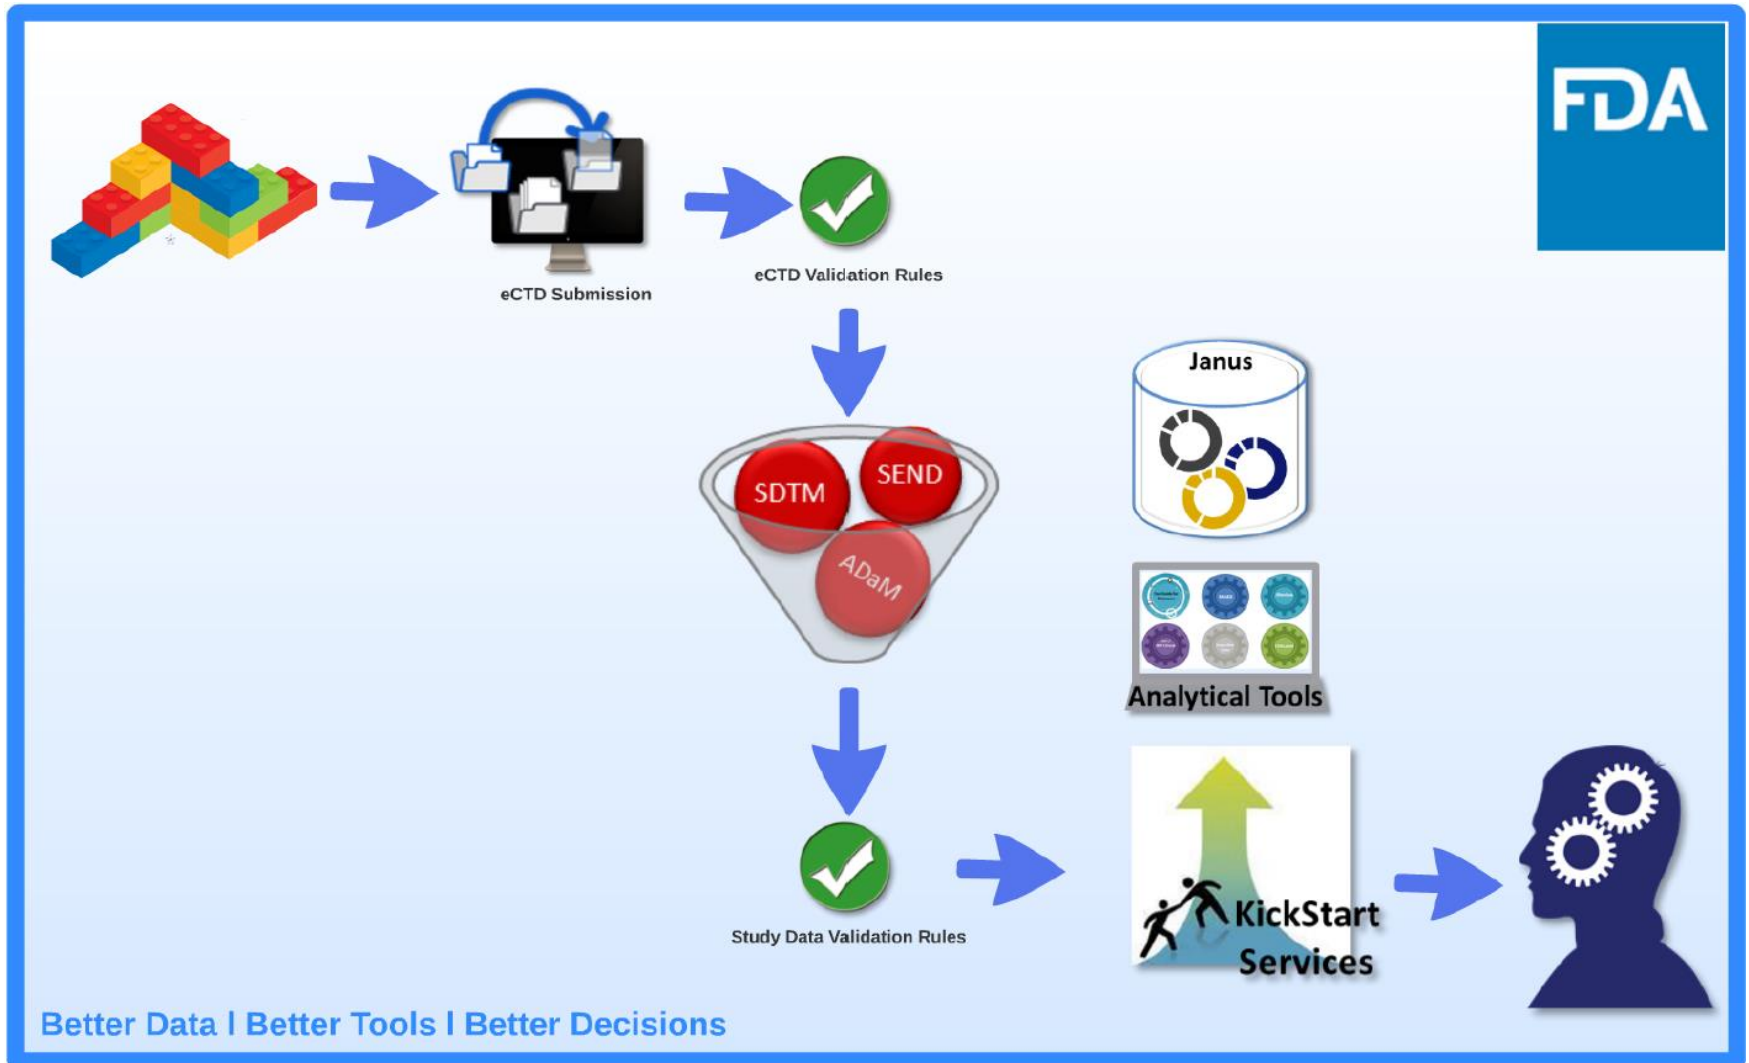 FDA
eCTD Submission
eCTD Validation Rules
Janus
SDTM
SEND
ADaM
Analytical Tools
Study Data Validation Rules
KickStart
Services
Better Data l Better Tools l Better Decisions